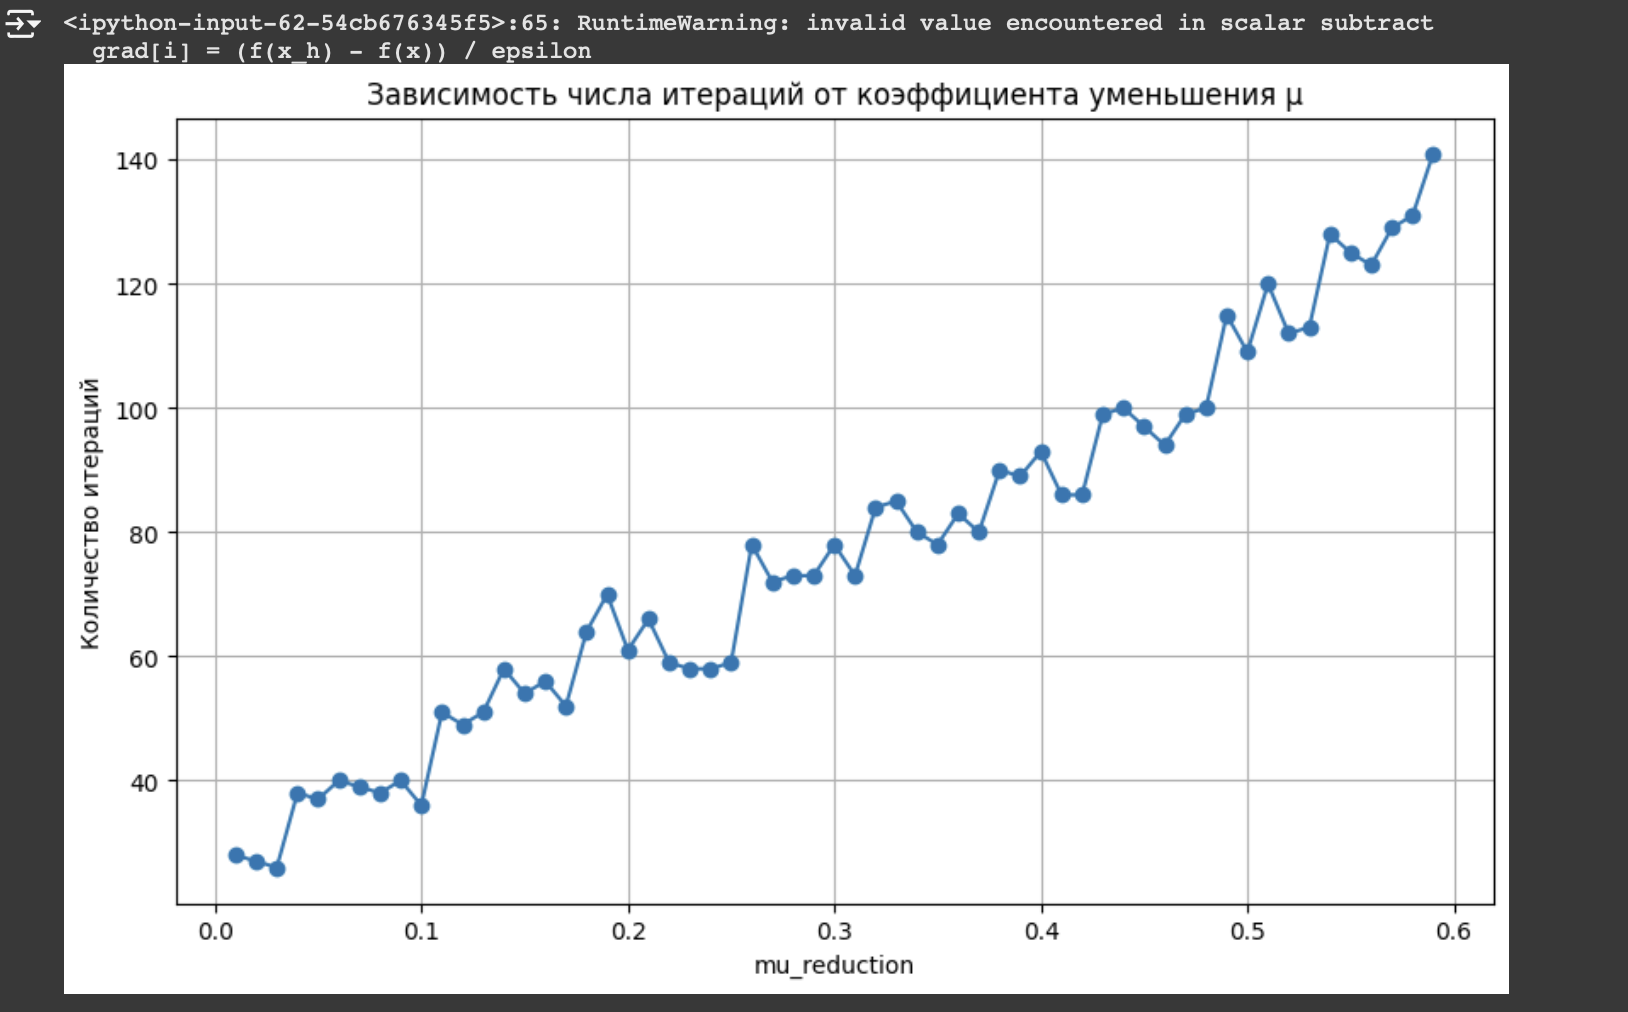 <ipython-input-62-54cb676345f5>:65: RuntimeWarning: invalid value encountered in scalar subtract
grad[i] = (f(x_h) - f(x)) / epsilon
Зависимость числа итераций от коэффициента уменьшения μ
140
120
100
80
60
40
Количество итераций
0.0 0.1 0.2 0.3 0.4 0.5 0.6
mu_reduction